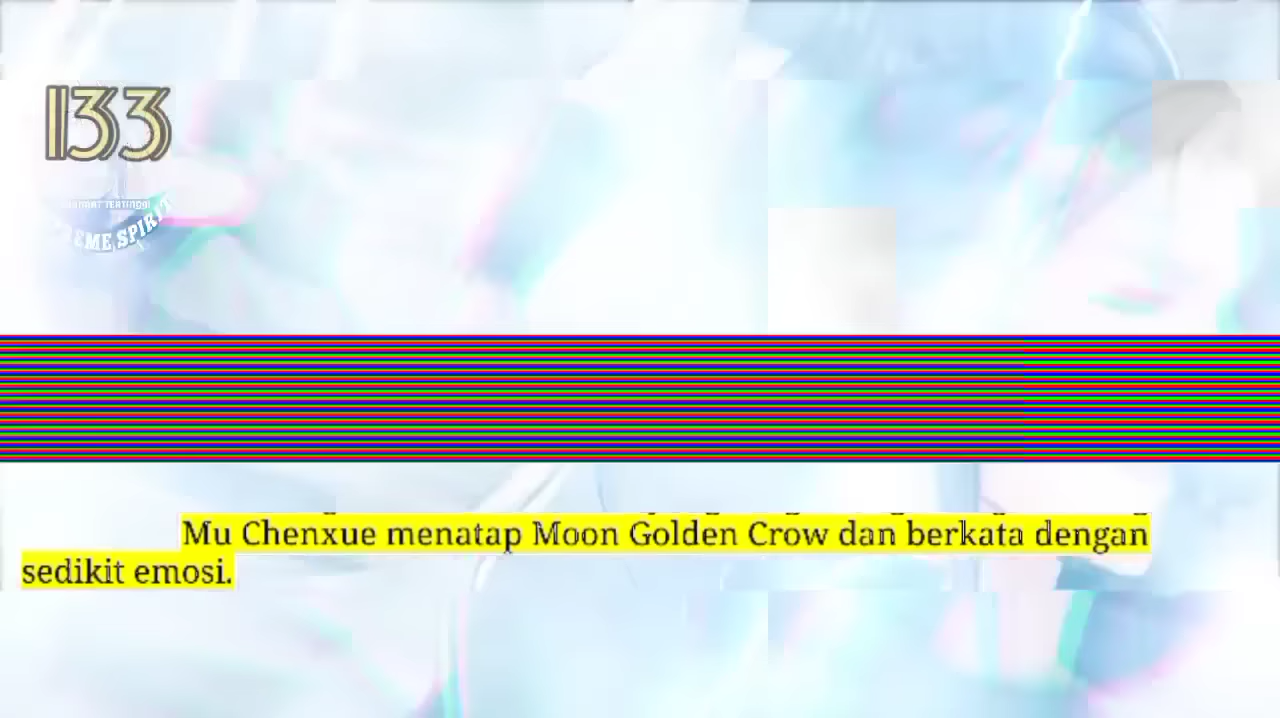 133
Mu Chenxue menatap Moon Golden Crow dan berkata dengan
sedikit emosi.